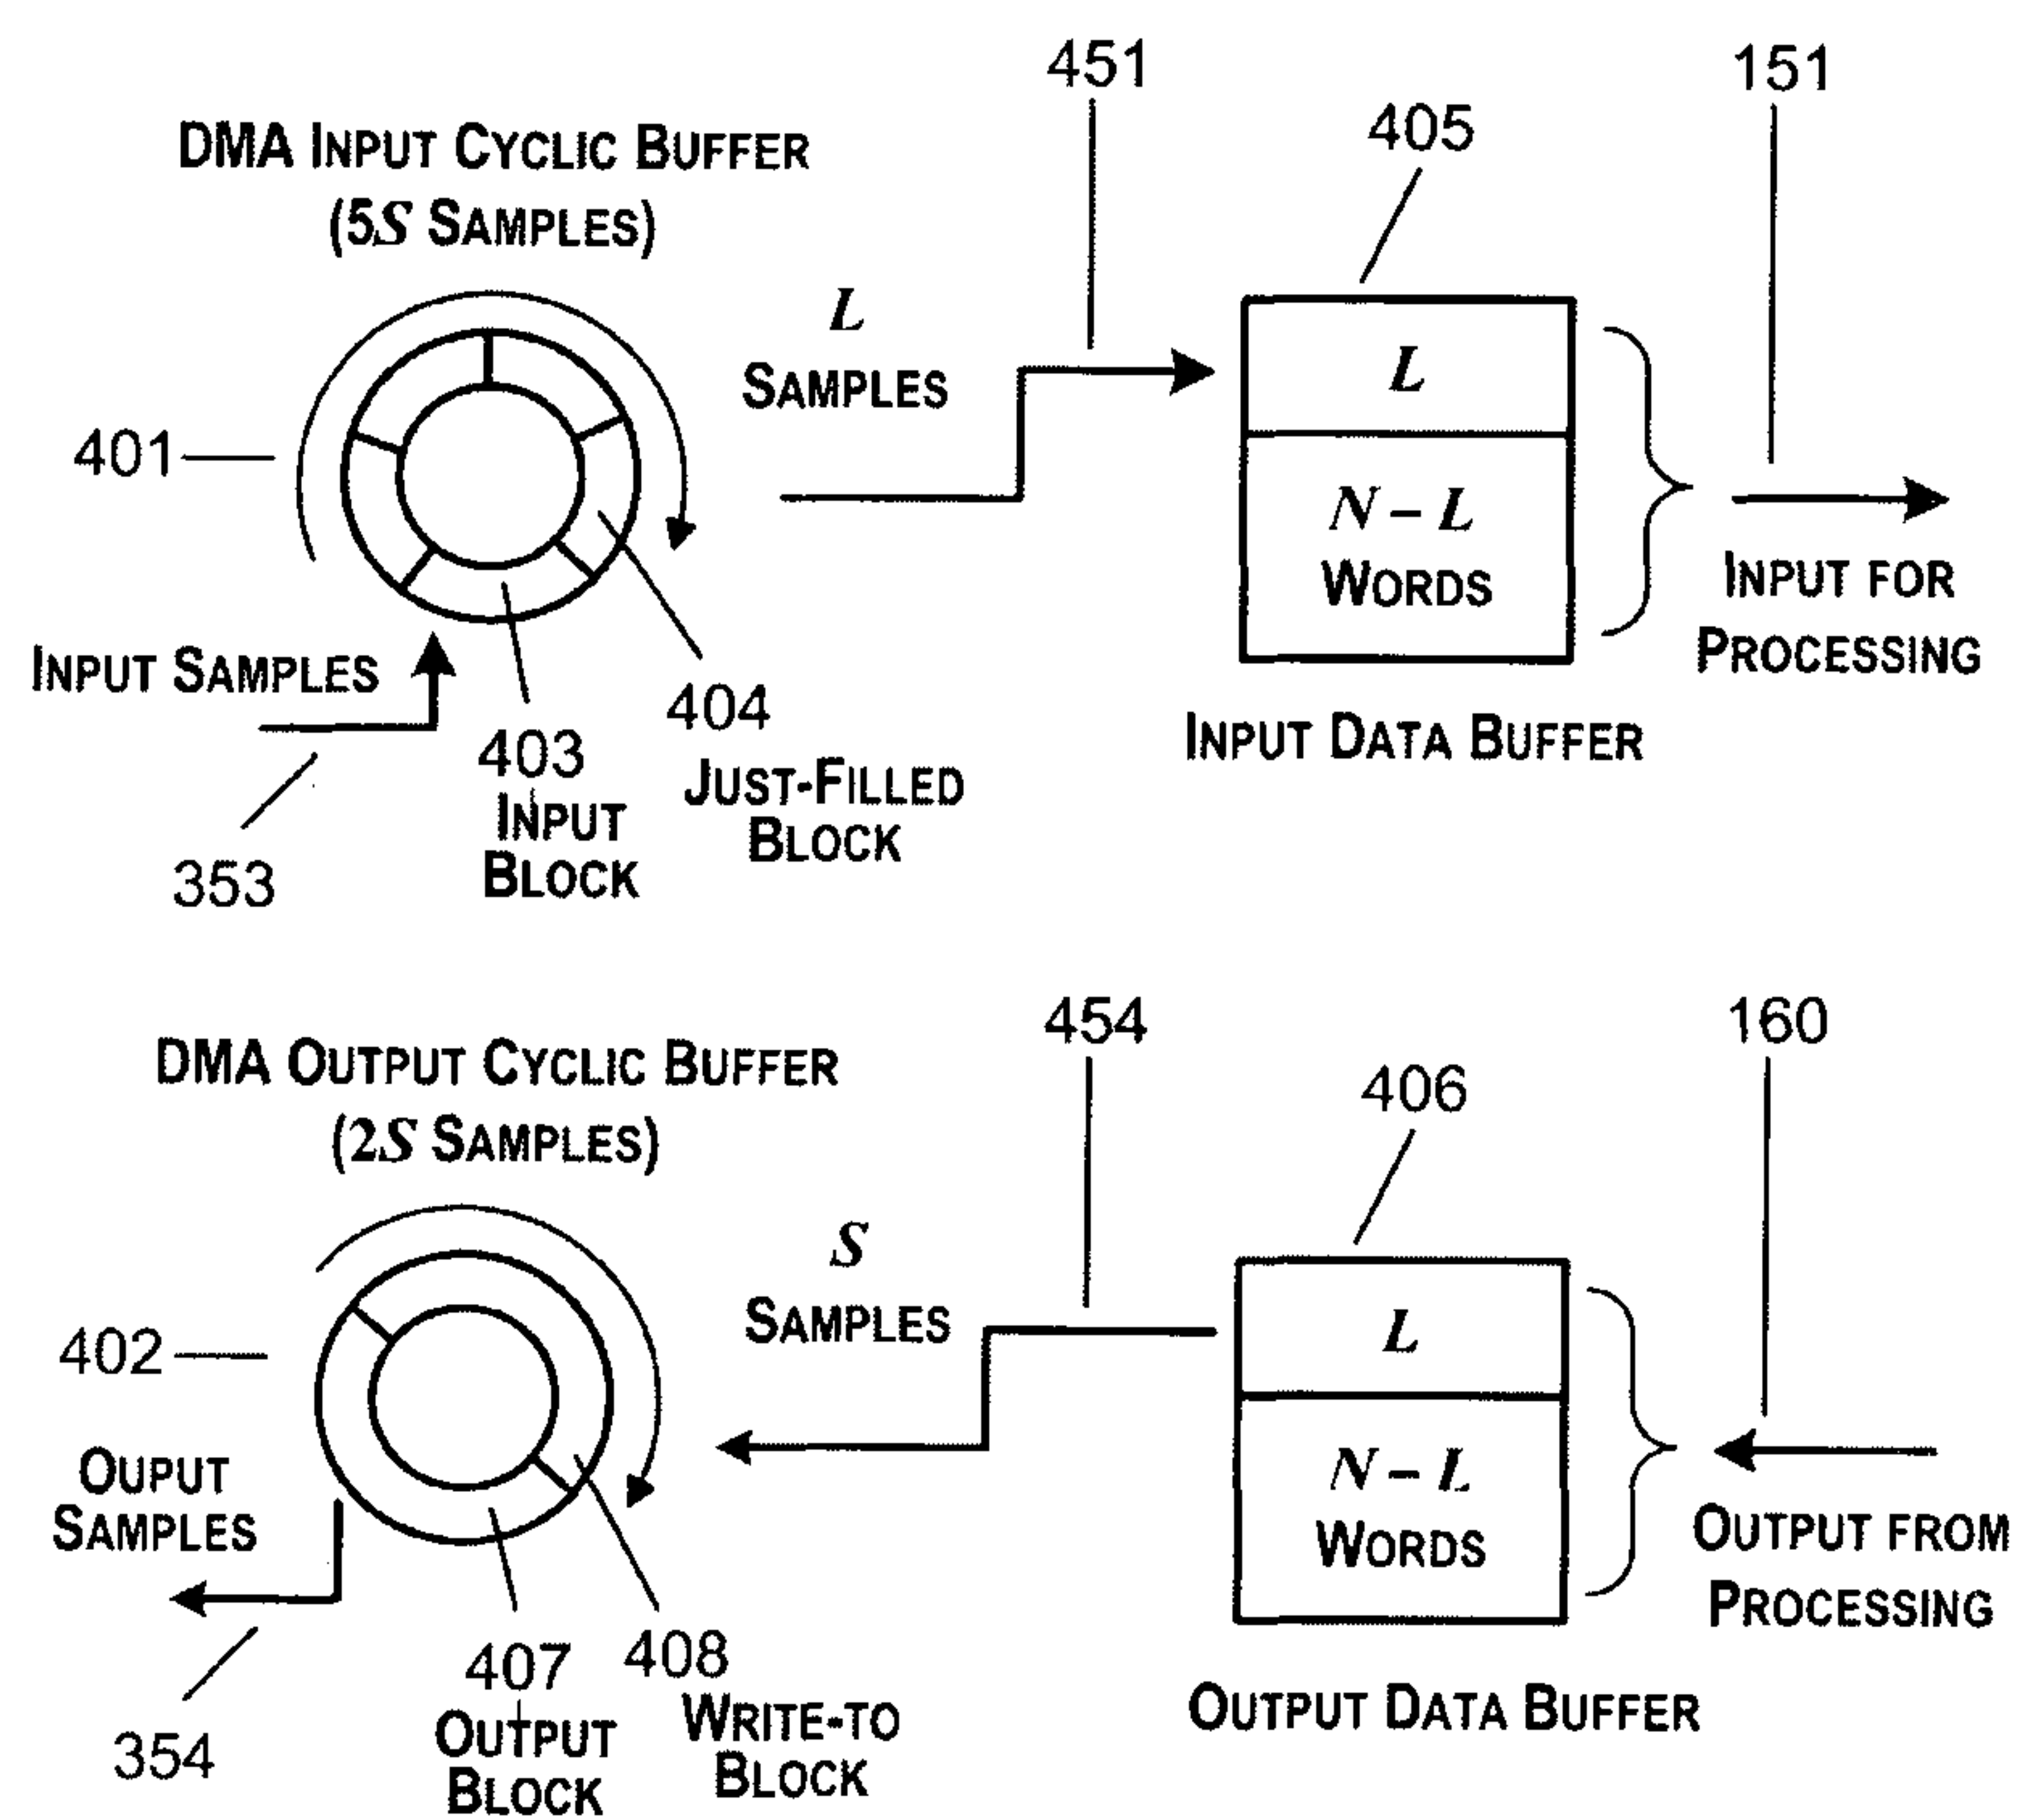 451
151
405
DMA INPUT CYCLIC BUFFER
(5S SAMPLES)
L
SAMPLES
L
N – L
WORDS
401
INPUT FOR
PROCESSING
INPUT SAMPLES
404
403
JUST-FILLED
BLOCK
INPUT
BLOCK
INPUT DATA BUFFER
353
454
160
406
DMA OUTPUT CYCLIC BUFFER
(2S SAMPLES)
S
SAMPLES
L
N – L
WORDS
402
OUPUT
SAMPLES
OUTPUT FROM
PROCESSING
408
407
WRITE-TO
BLOCK
OUTPUT
BLOCK
OUTPUT DATA BUFFER
354